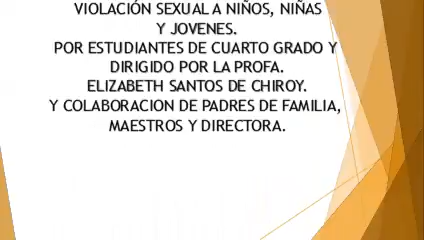 VIOLACIÓN SEXUAL A NIÑOS, NIÑAS
Y JOVENES.
POR ESTUDIANTES DE CUARTO GRADO Y
DIRIGIDO POR LA PROFA.
ELIZABETH SANTOS DE CHIROY.
Y COLABORACION DE PADRES DE FAMILIA,
MAESTROS Y DIRECTORA.